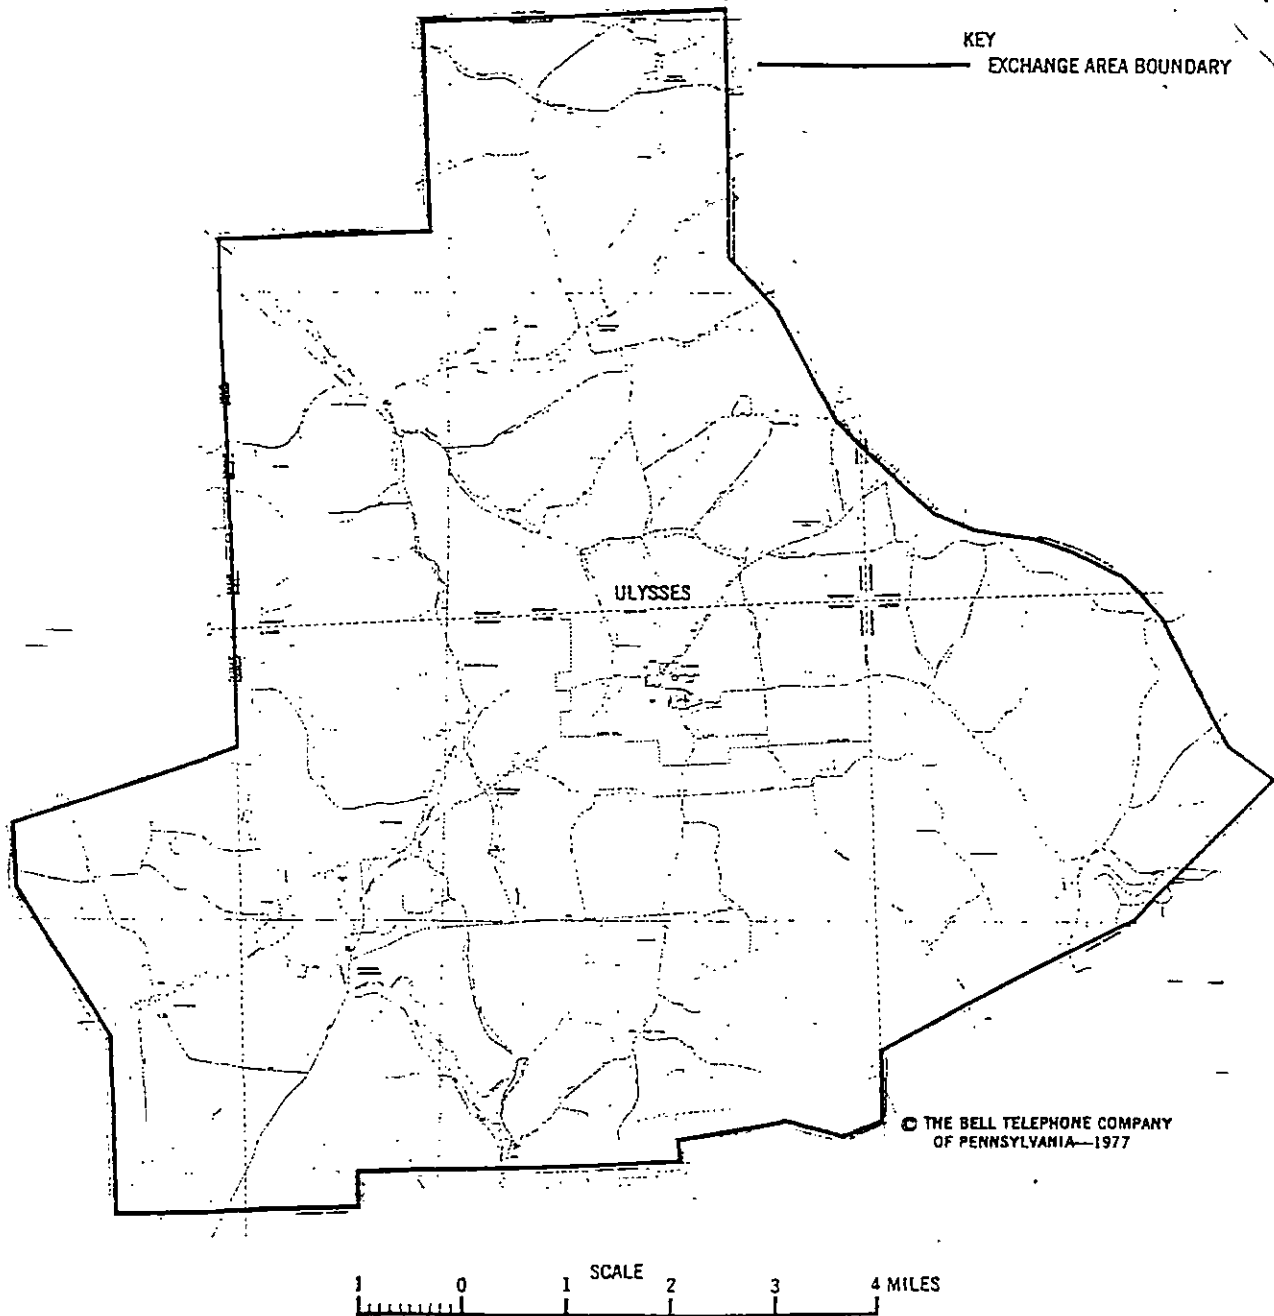 KEY
EXCHANGE AREA BOUNDARY
ULYSSES
© THE BELL TELEPHONE COMPANY
OF PENNSYLVANIA—1977
SCALE
1 0 1 2 3 4 MILES